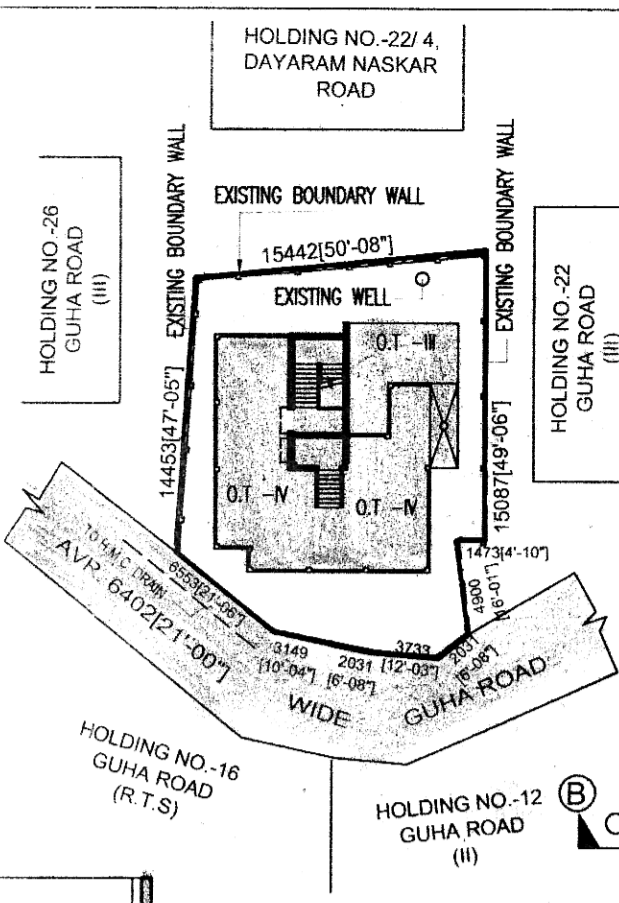 HOLDING NO.-22/4,
DAYARAM NASKAR
ROAD
EXISTING BOUNDARY WALL
EXISTING BOUNDARY WALL
EXISTING BOUNDARY WALL
15442[50'-08"]
HOLDING NO.-26
GUHA ROAD
(III)
EXISTING WELL
HOLDING NO.-22
GUHA ROAD
(III)
O.T -III
14453[47'-05"]
15087[49'-06"]
O.T -IV
O.T -IV
1473[4'-10"]
4900
[16'-01"]
TO H.M.C DRAIN
6553[21'-06"]
AVR. 6402[21'-00"]
3149
[10'-04"]
2031
[6'-08"]
3733
[12'-03"]
2031
[6'-08"]
WIDE
GUHA ROAD
HOLDING NO.-16
GUHA ROAD
(R.T.S)
HOLDING NO.-12
GUHA ROAD
(II)
B